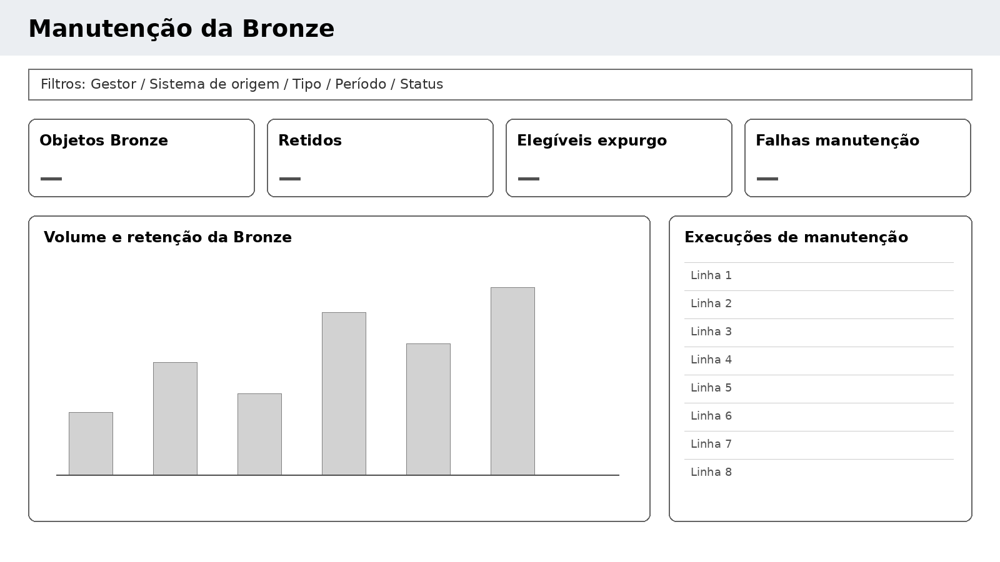 Manutenção da Bronze
Filtros: Gestor / Sistema de origem / Tipo / Período / Status
Objetos Bronze
—
Retidos
—
Elegíveis expurgo
—
Falhas manutenção
—
Volume e retenção da Bronze
Execuções de manutenção
Linha 1
Linha 2
Linha 3
Linha 4
Linha 5
Linha 6
Linha 7
Linha 8